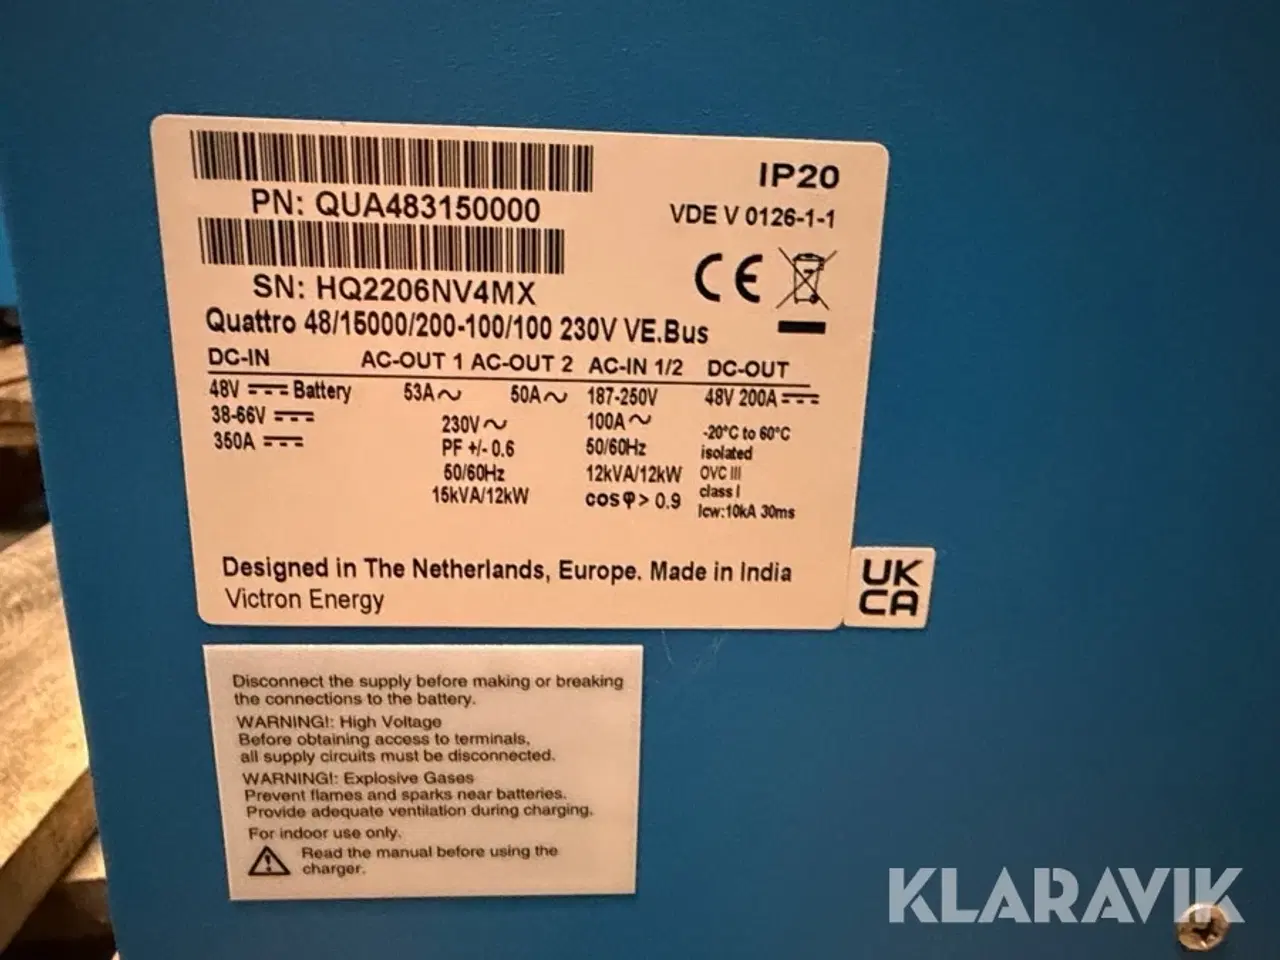 IP20
PN: QUA483150000
VDE V 0126-1-1
CE
SN: HQ2206NV4MX
Quattro 48/15000/200-100/100 230V VE.Bus
DC-IN AC-OUT 1 AC-OUT 2 AC-IN 1/2 DC-OUT
48V ⎓ Battery 53A～ 50A～ 187-250V 48V 200A ⎓
38-66V ⎓ 230V～ 100A～ -20°C to 60°C
350A ⎓ PF +/- 0.6 50/60Hz isolated
50/60Hz 12kVA/12kW OVC III
15kVA/12kW cosφ> 0.9 class I
Icw:10kA 30ms
Designed in The Netherlands, Europe. Made in India
Victron Energy
UK
CA
Disconnect the supply before making or breaking
the connections to the battery.
WARNING!: High Voltage
Before obtaining access to terminals,
all supply circuits must be disconnected.
WARNING!: Explosive Gases
Prevent flames and sparks near batteries.
Provide adequate ventilation during charging.
For indoor use only.
Read the manual before using the
charger.
KLARAVIK